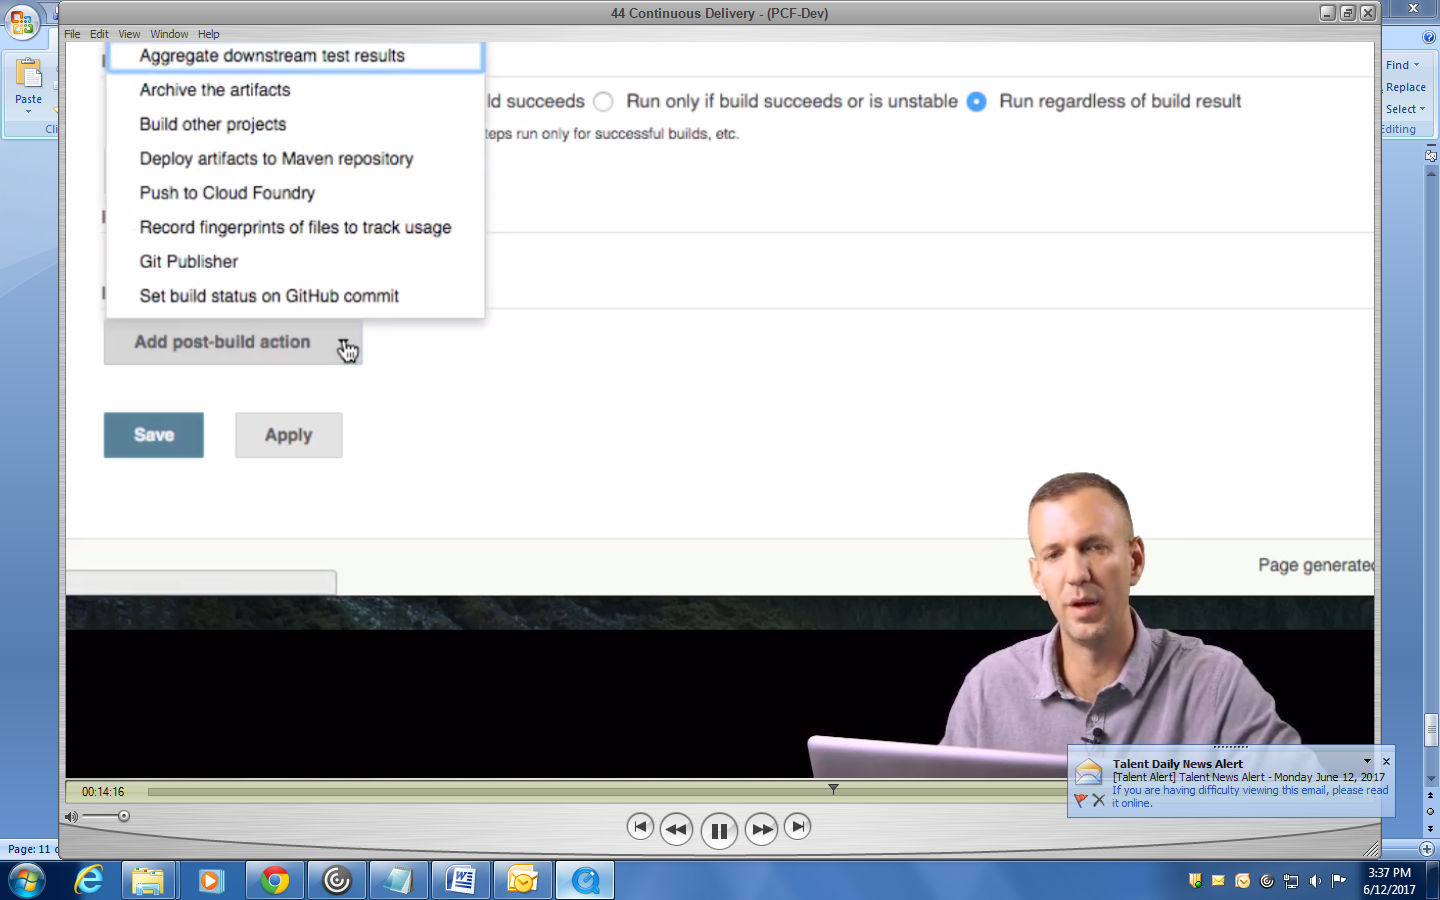 44 Continuous Delivery - (PCF-Dev)
File Edit View Window Help
Paste
Find
Replace
Select
Editing
Aggregate downstream test results
Archive the artifacts
Build other projects
Deploy artifacts to Maven repository
Push to Cloud Foundry
Record fingerprints of files to track usage
Git Publisher
Set build status on GitHub commit
ld succeeds Run only if build succeeds or is unstable Run regardless of build result
teps run only for successful builds, etc.
Add post-build action
Save Apply
Page generated
Talent Daily News Alert
[Talent Alert] Talent News Alert - Monday June 12, 2017
If you are having difficulty viewing this email, please read
it online.
00:14:16
Page: 11
3:37 PM
6/12/2017